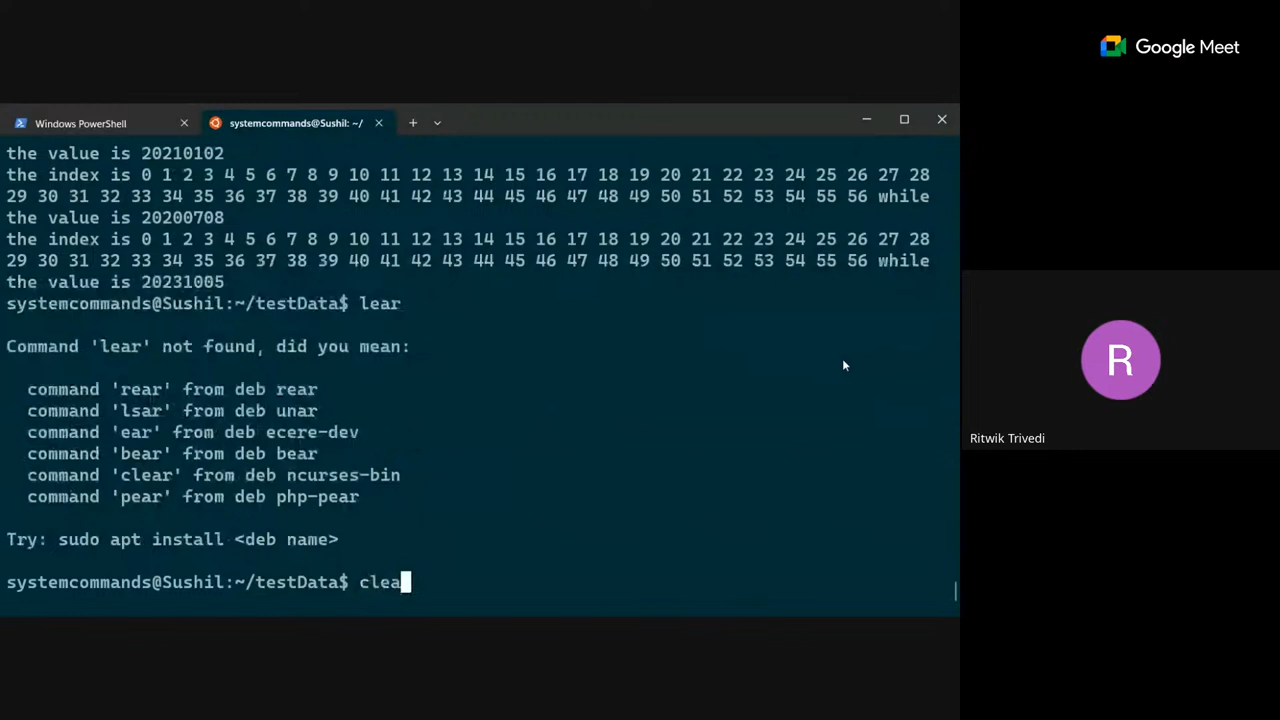 Google Meet
Windows PowerShell
systemcommands@Sushil: ~/
the value is 20210102
the index is 0 1 2 3 4 5 6 7 8 9 10 11 12 13 14 15 16 17 18 19 20 21 22 23 24 25 26 27 28
29 30 31 32 33 34 35 36 37 38 39 40 41 42 43 44 45 46 47 48 49 50 51 52 53 54 55 56 while
the value is 20200708
the index is 0 1 2 3 4 5 6 7 8 9 10 11 12 13 14 15 16 17 18 19 20 21 22 23 24 25 26 27 28
29 30 31 32 33 34 35 36 37 38 39 40 41 42 43 44 45 46 47 48 49 50 51 52 53 54 55 56 while
the value is 20231005
systemcommands@Sushil:~/testData$ lear
Command 'lear' not found, did you mean:
command 'rear' from deb rear
command 'lsar' from deb unar
command 'ear' from deb ecere-dev
command 'bear' from deb bear
command 'clear' from deb ncurses-bin
command 'pear' from deb php-pear
Try: sudo apt install <deb name>
systemcommands@Sushil:~/testData$ clea
R
Ritwik Trivedi